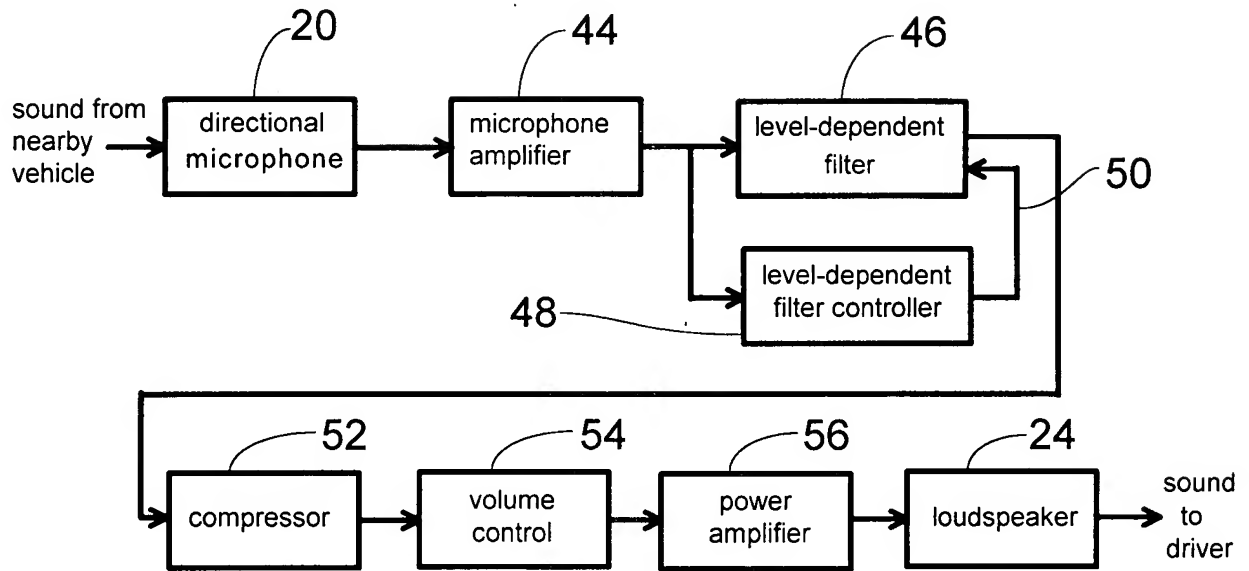 20
44
46
sound from
nearby
vehicle
directional
microphone
microphone
amplifier
level-dependent
filter
50
level-dependent
filter controller
48
52
54
56
24
compressor
volume
control
power
amplifier
loudspeaker
sound
to
driver